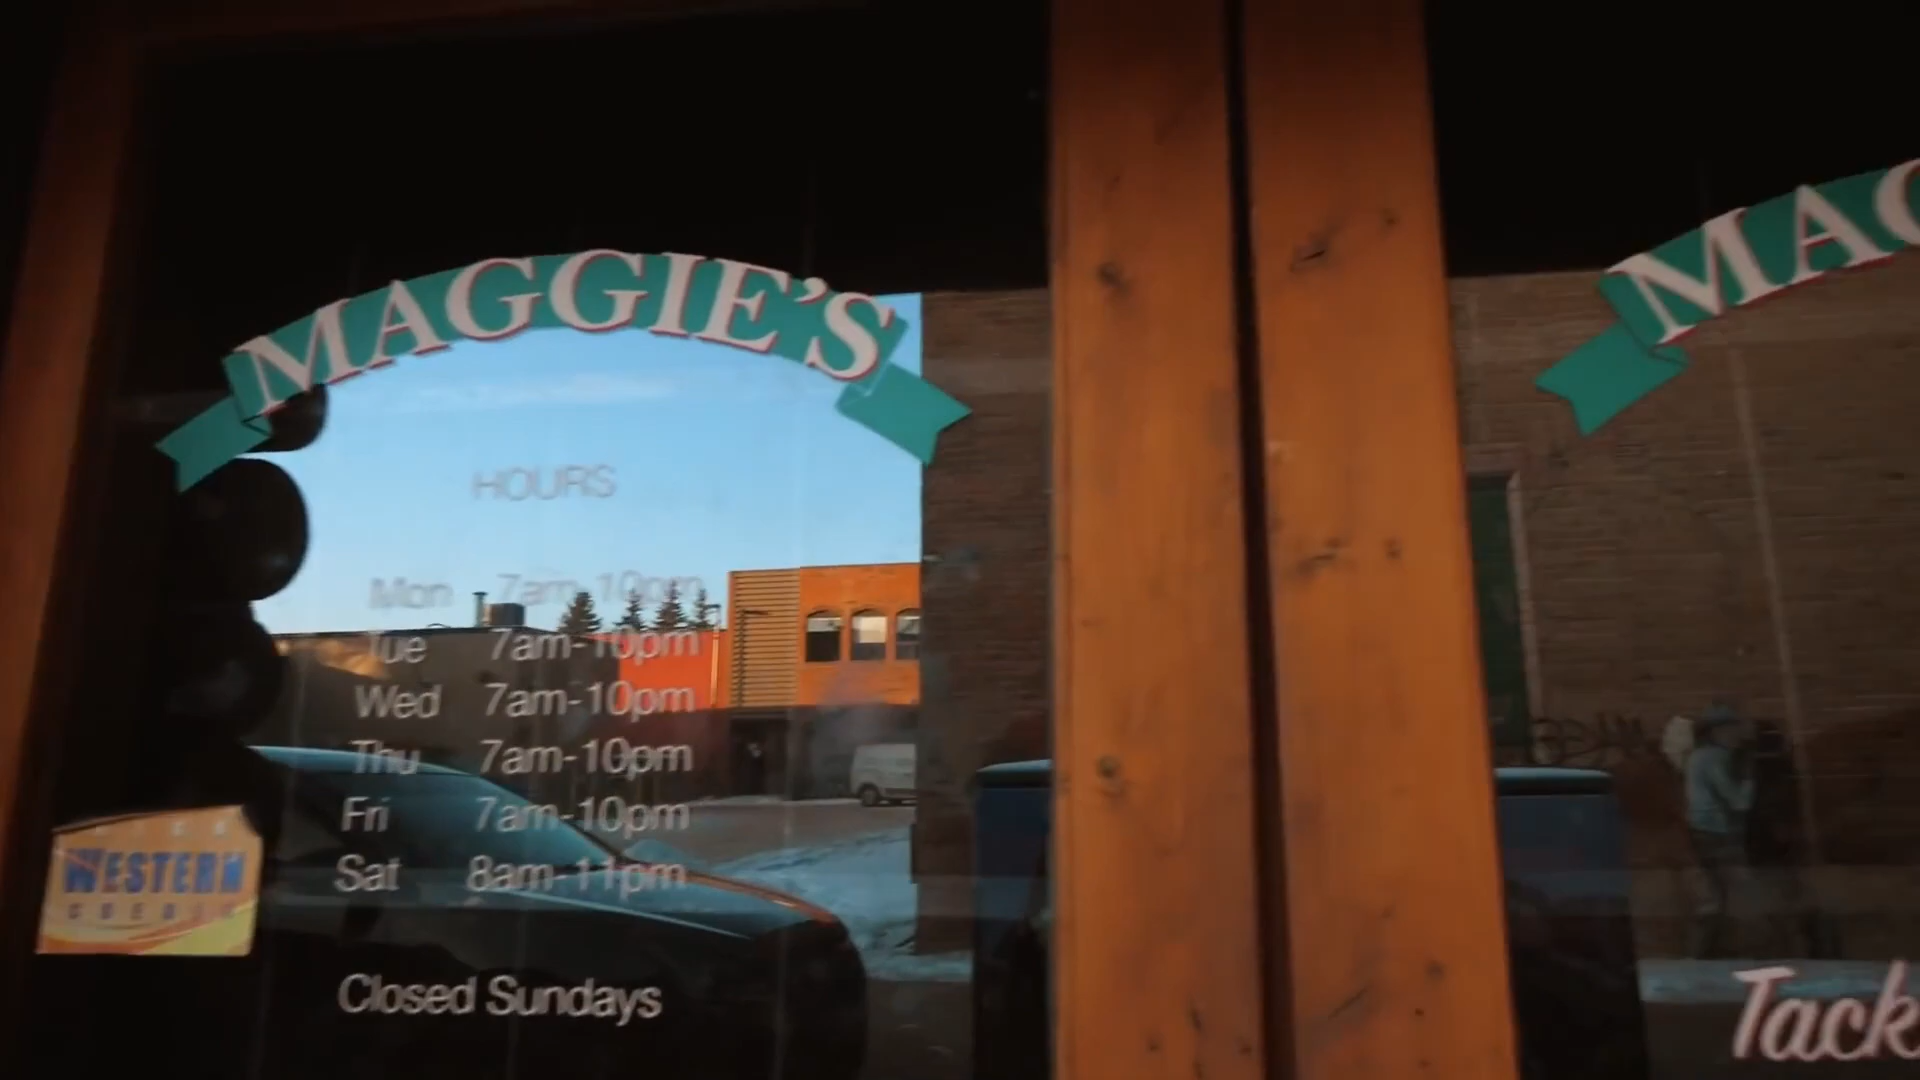 MAGGIE'S
HOURS
Mon 7am-10pm
Tue 7am-10pm
Wed 7am-10pm
Thu 7am-10pm
Fri 7am-10pm
Sat 8am-11pm
Closed Sundays
WESTERN
MAG
Tack